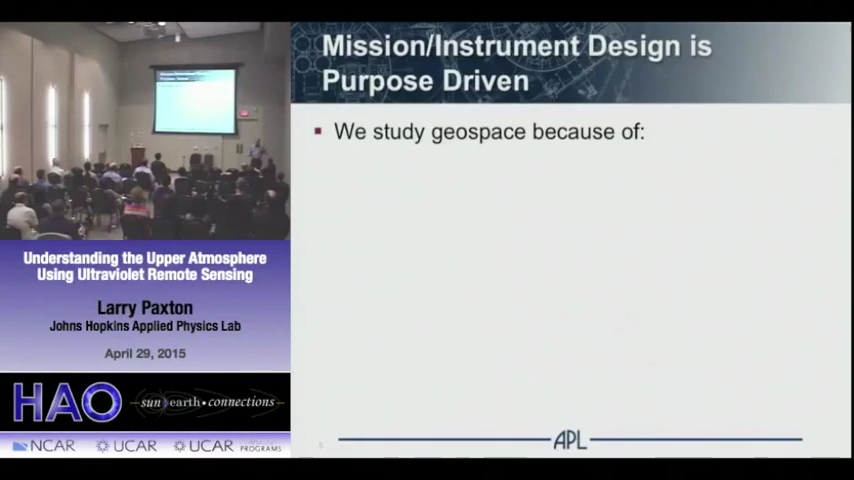 Mission/Instrument Design is
Purpose Driven
We study geospace because of:
Understanding the Upper Atmosphere
Using Ultraviolet Remote Sensing
Larry Paxton
Johns Hopkins Applied Physics Lab
April 29, 2015
HAO
sun earth • connections
NCAR
UCAR
UCAR
PROGRAMS
APL